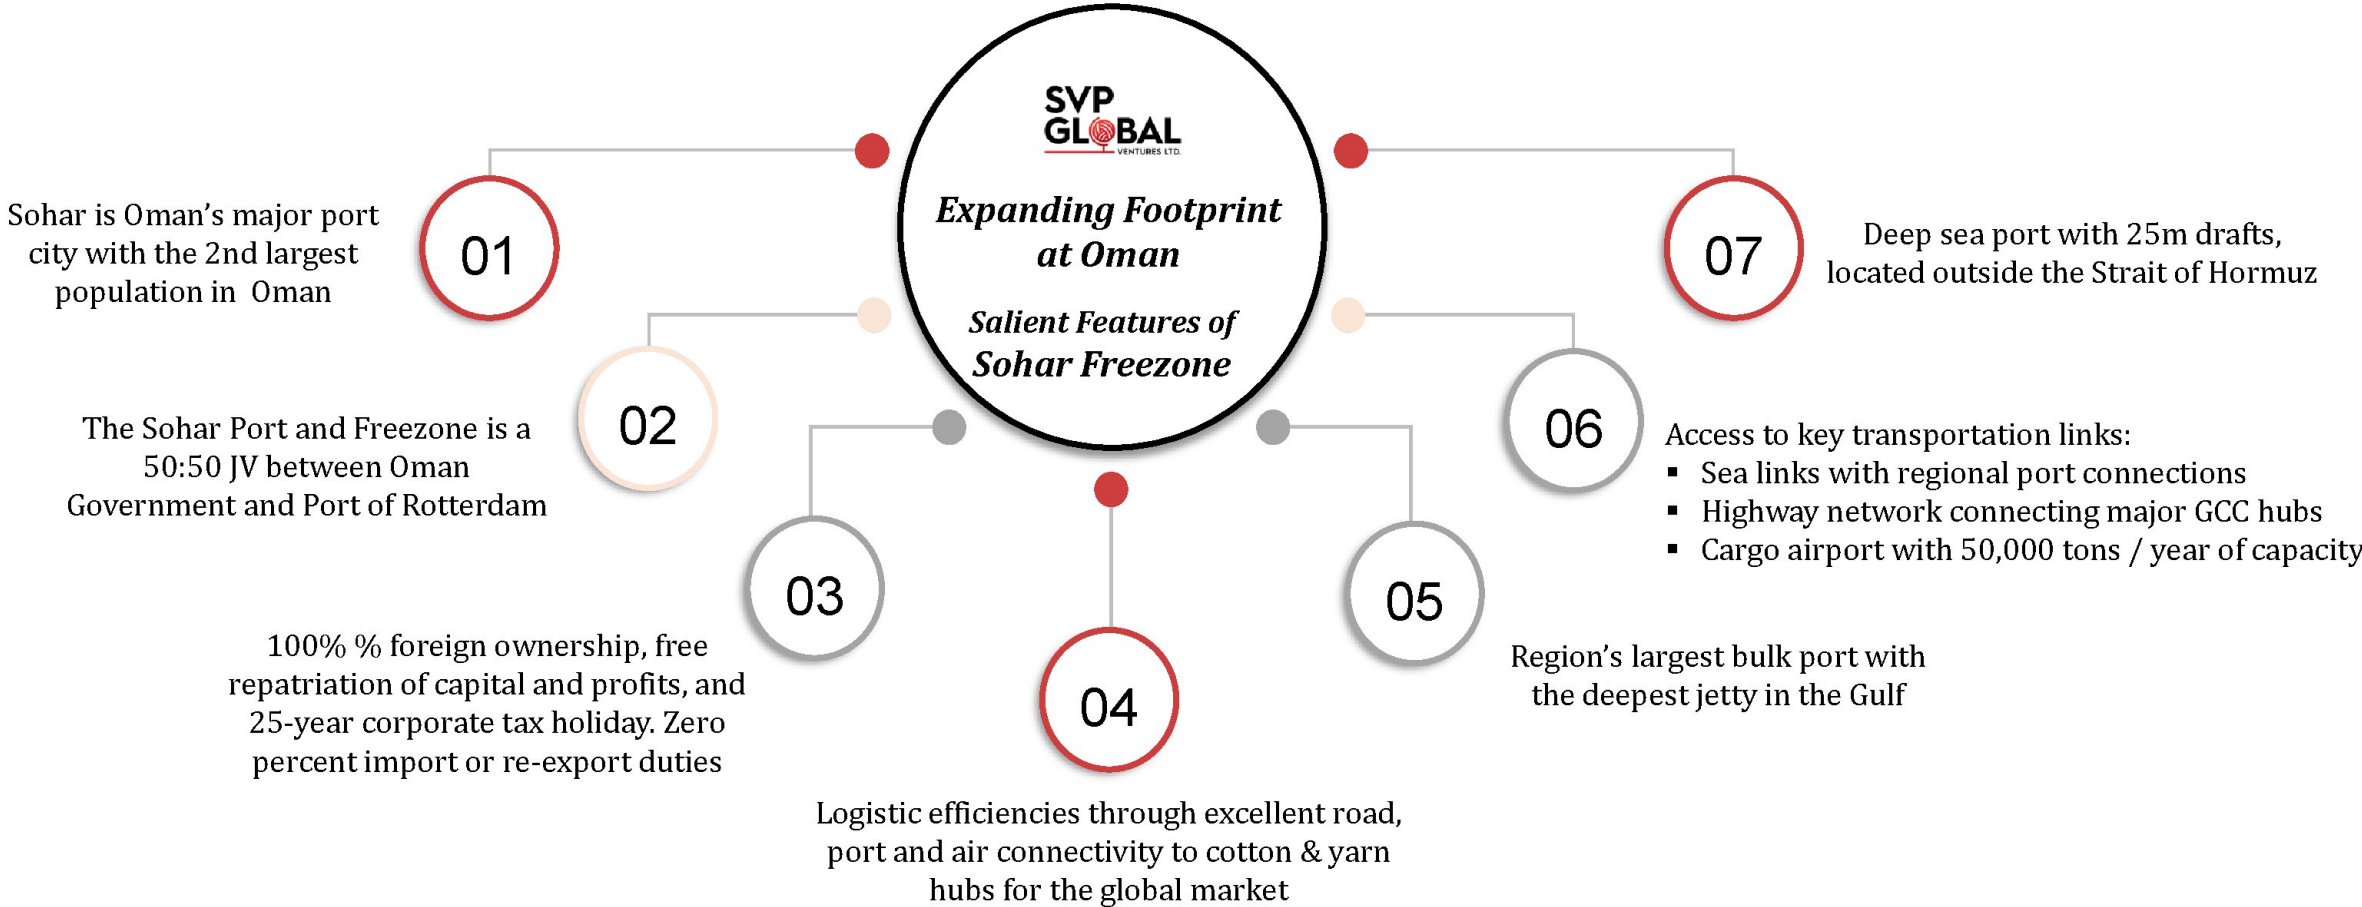 SVP
GLOBAL
VENTURES LTD.
Expanding Footprint
at Oman
Salient Features of
Sohar Freezone
01
Sohar is Oman's major port
city with the 2nd largest
population in Oman
02
The Sohar Port and Freezone is a
50:50 JV between Oman
Government and Port of Rotterdam
03
100% % foreign ownership, free
repatriation of capital and profits, and
25-year corporate tax holiday. Zero
percent import or re-export duties
04
Logistic efficiencies through excellent road,
port and air connectivity to cotton & yarn
hubs for the global market
05
Region's largest bulk port with
the deepest jetty in the Gulf
06
Access to key transportation links:
▪ Sea links with regional port connections
▪ Highway network connecting major GCC hubs
▪ Cargo airport with 50,000 tons / year of capacity
07
Deep sea port with 25m drafts,
located outside the Strait of Hormuz